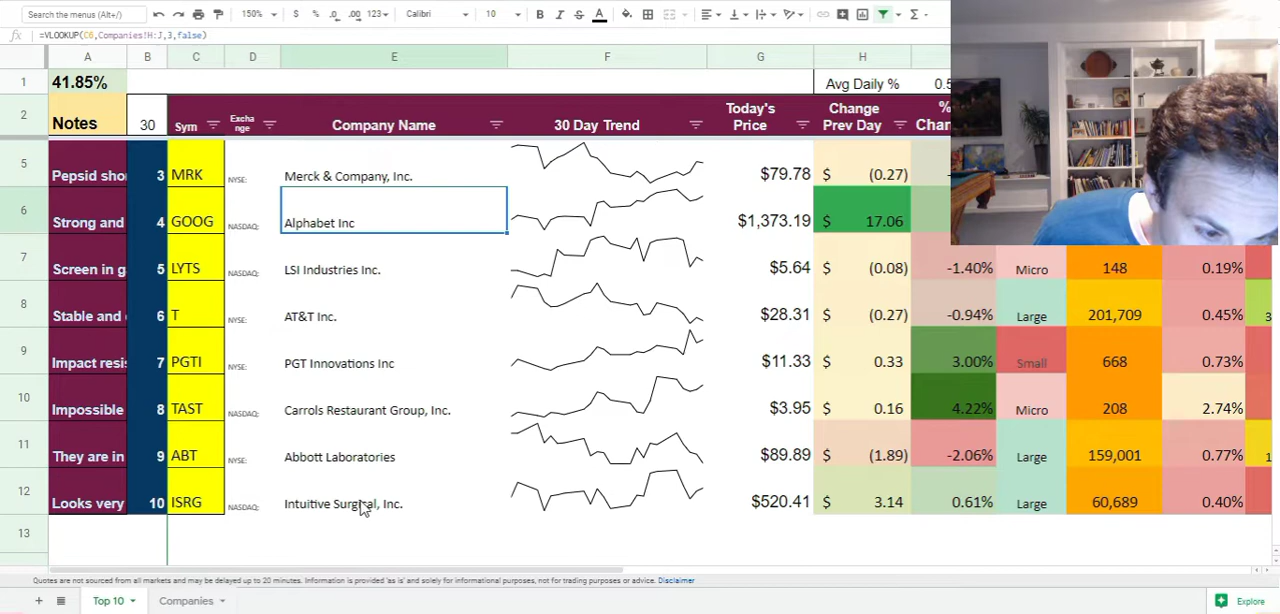 Search the menus (Alt+/) 150% $ % .0 .00 123 Calibri 10 B I S A
fx =VLOOKUP(C6,Companies!H:J,3,false)
A B C D E F G H
1 41.85% Avg Daily % 0.5
2 Notes 30 Sym Excha nge Company Name 30 Day Trend Today's Price Change Prev Day % Chan
5 Pepsid sho 3 MRK NYSE: Merck & Company, Inc. $79.78 (0.27)
6 Strong and 4 GOOG NASDAQ: Alphabet Inc $1,373.19 $ 17.06
7 Screen in g 5 LYTS NASDAQ: LSI Industries Inc. $5.64 $ (0.08) -1.40% Micro 148 0.19%
8 Stable and 6 T NYSE: AT&T Inc. $28.31 $ (0.27) -0.94% Large 201,709 0.45% 3
9 Impact resi 7 PGTI NYSE: PGT Innovations Inc $11.33 $ 0.33 3.00% Small 668 0.73%
10 Impossible 8 TAST NASDAQ: Carrols Restaurant Group, Inc. $3.95 $ 0.16 4.22% Micro 208 2.74%
11 They are in 9 ABT NYSE: Abbott Laboratories $89.89 $ (1.89) -2.06% Large 159,001 0.77% 1
12 Looks very 10 ISRG NASDAQ: Intuitive Surgical, Inc. $520.41 $ 3.14 0.61% Large 60,689 0.40%
13
Quotes are not sourced from all markets and may be delayed up to 20 minutes. Information is provided 'as is' and solely for informational purposes, not for trading purposes or advice. Disclaimer
+ Top 10 Companies Explore